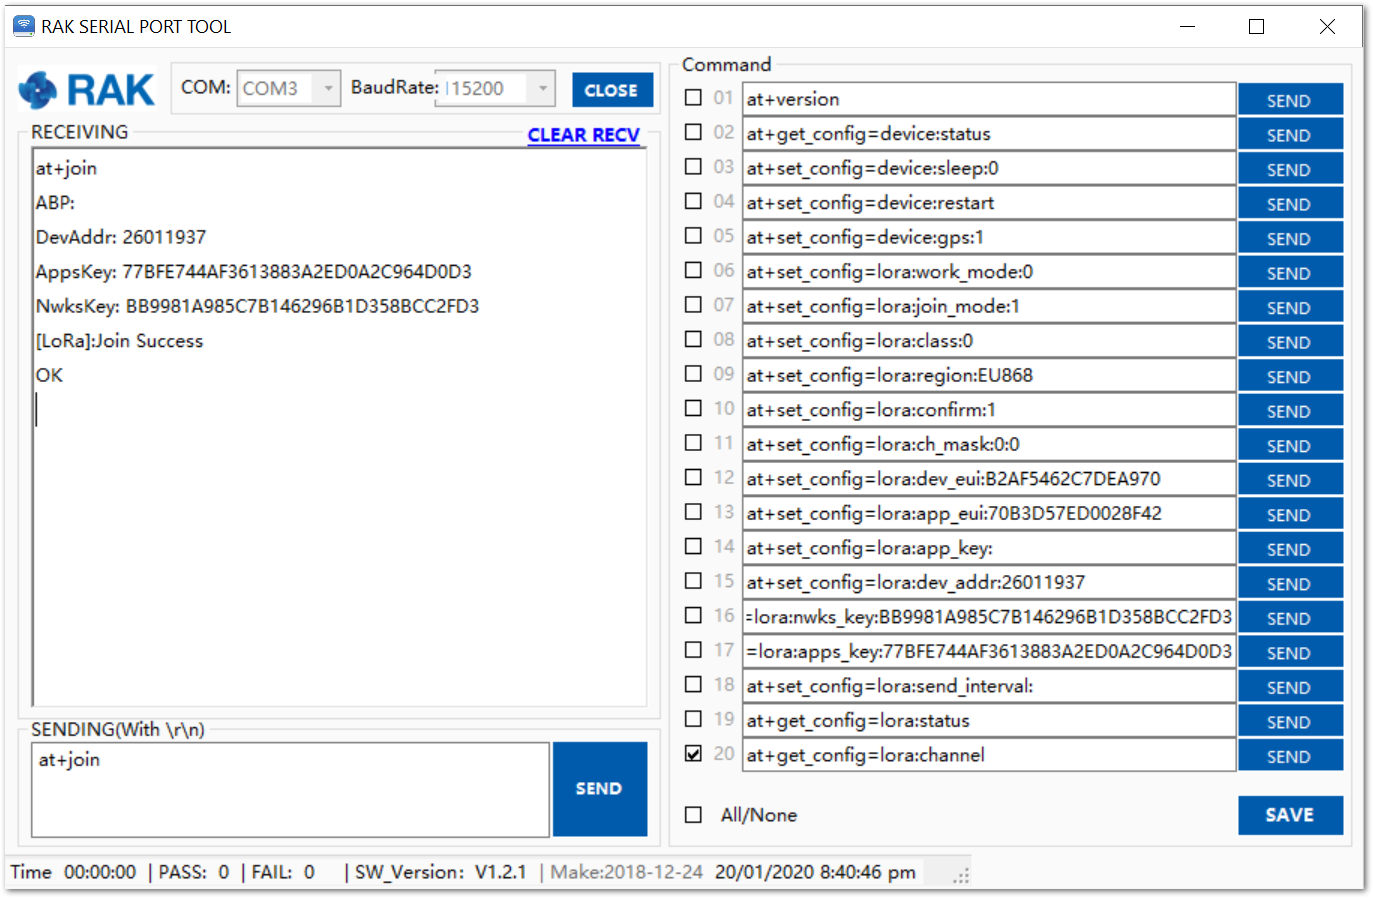 RAK SERIAL PORT TOOL
RAK
COM: COM3 BaudRate: 115200 CLOSE
RECEIVING
CLEAR RECV
at+join
ABP:
DevAddr: 26011937
AppsKey: 77BFE744AF3613883A2ED0A2C964D0D3
NwksKey: BB9981A985C7B146296B1D358BCC2FD3
[LoRa]:Join Success
OK
SENDING(With \r\n)
at+join
SEND
Command
01 at+version SEND
02 at+get_config=device:status SEND
03 at+set_config=device:sleep:0 SEND
04 at+set_config=device:restart SEND
05 at+set_config=device:gps:1 SEND
06 at+set_config=lora:work_mode:0 SEND
07 at+set_config=lora:join_mode:1 SEND
08 at+set_config=lora:class:0 SEND
09 at+set_config=lora:region:EU868 SEND
10 at+set_config=lora:confirm:1 SEND
11 at+set_config=lora:ch_mask:0:0 SEND
12 at+set_config=lora:dev_eui:B2AF5462C7DEA970 SEND
13 at+set_config=lora:app_eui:70B3D57ED0028F42 SEND
14 at+set_config=lora:app_key: SEND
15 at+set_config=lora:dev_addr:26011937 SEND
16 =lora:nwks_key:BB9981A985C7B146296B1D358BCC2FD3 SEND
17 =lora:apps_key:77BFE744AF3613883A2ED0A2C964D0D3 SEND
18 at+set_config=lora:send_interval: SEND
19 at+get_config=lora:status SEND
20 at+get_config=lora:channel SEND
All/None SAVE
Time 00:00:00 | PASS: 0 | FAIL: 0 | SW_Version: V1.2.1 | Make:2018-12-24 20/01/2020 8:40:46 pm